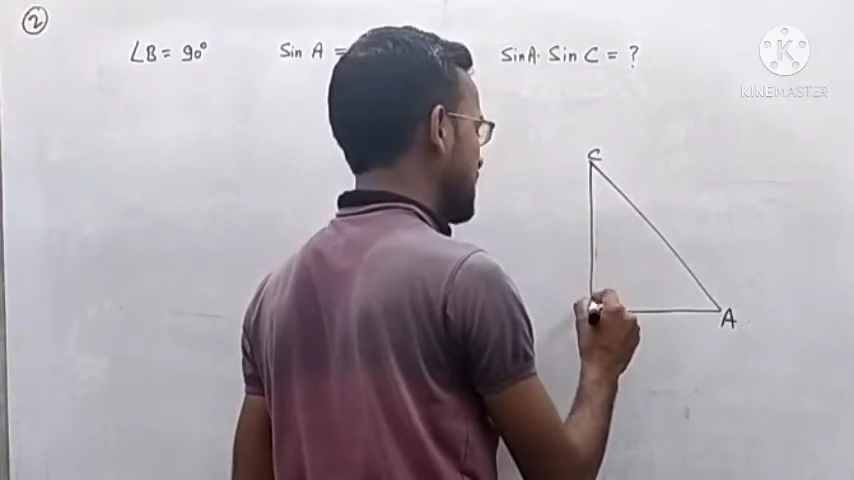 ②
∠B = 90° Sin A = SinA. Sin C = ?
K
KINEMASTER
C
A